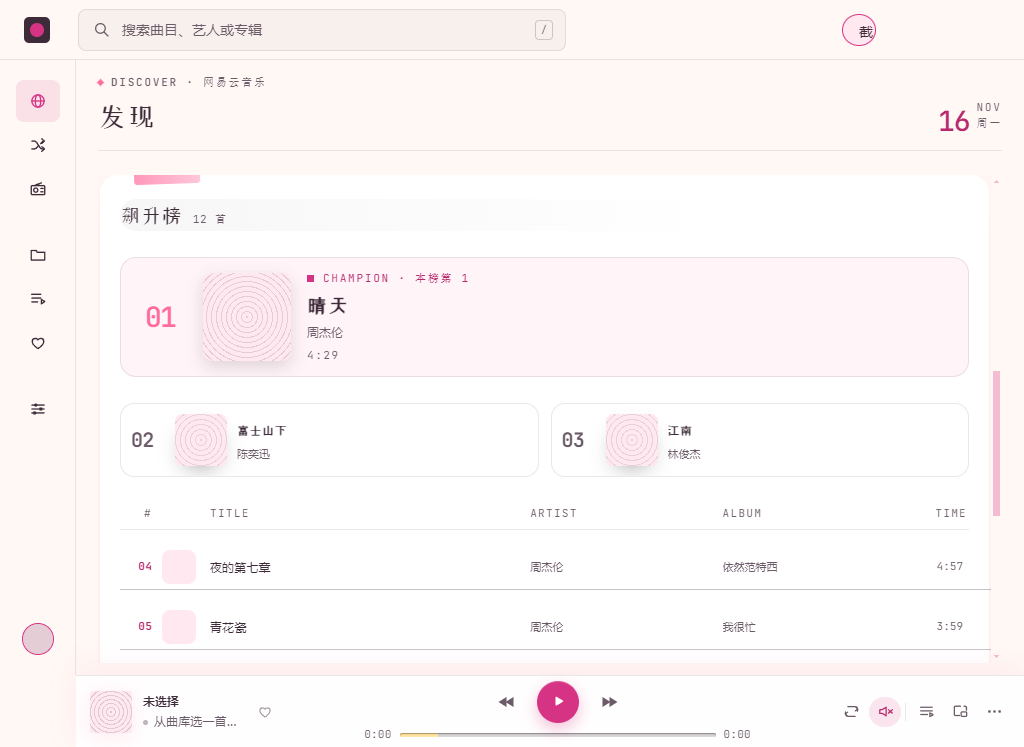 搜索曲目、艺人或专辑 /
截
DISCOVER · 网易云音乐
发现
16 NOV 周一
飙升榜 12 首
01
CHAMPION · 本榜第 1
晴天
周杰伦
4:29
02
富士山下
陈奕迅
03
江南
林俊杰
# TITLE ARTIST ALBUM TIME
04 夜的第七章 周杰伦 依然范特西 4:57
05 青花瓷 周杰伦 我很忙 3:59
未选择
从曲库选一首…
0:00 0:00